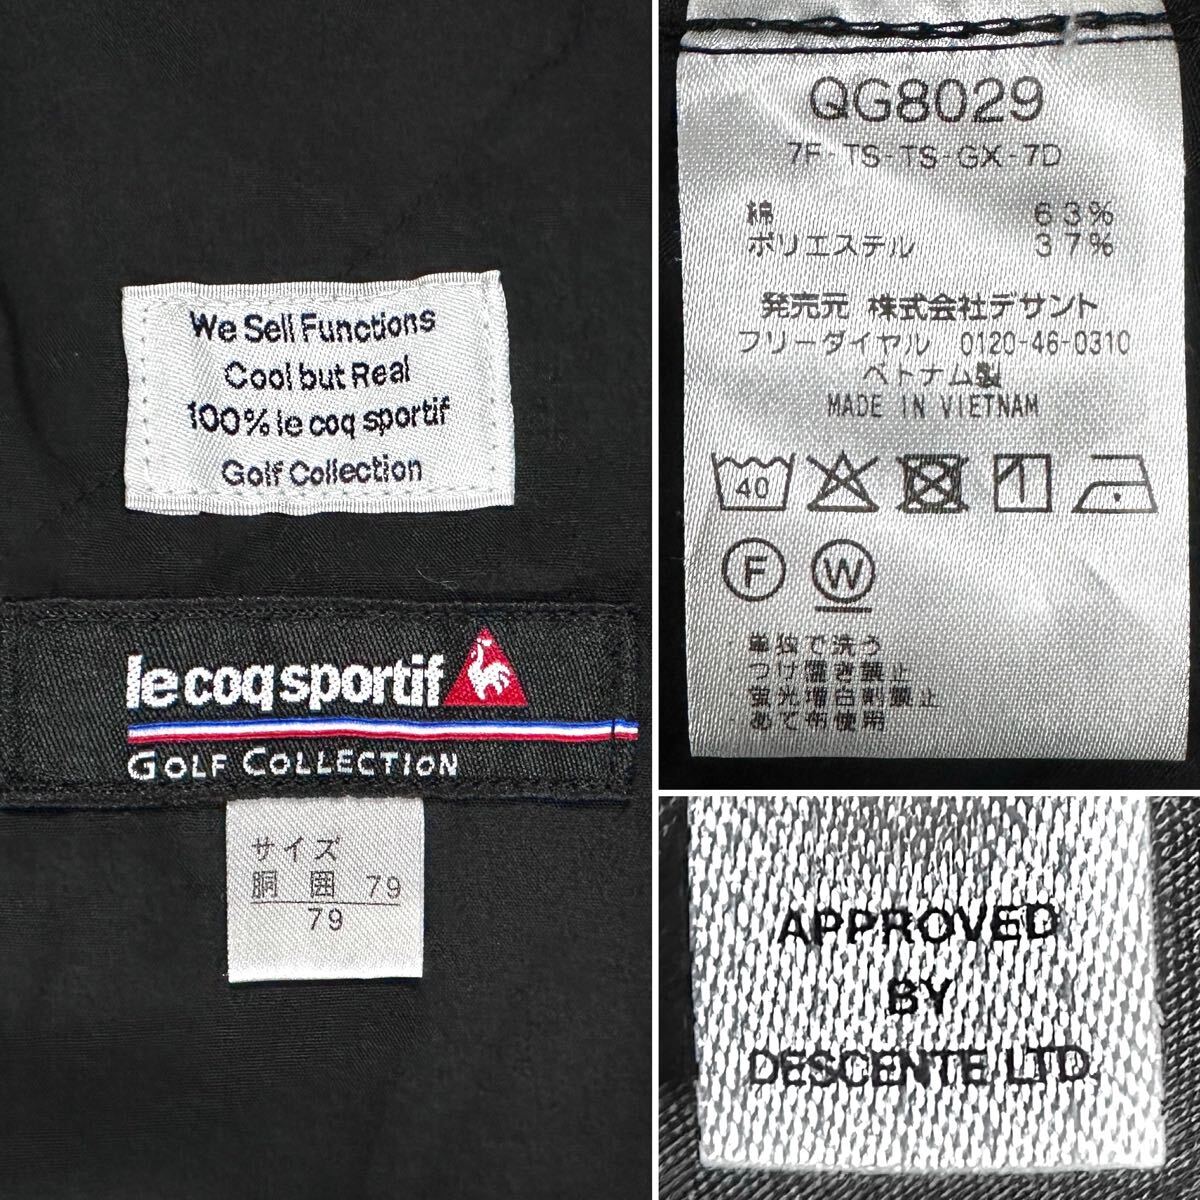 We Sell Functions
Cool but Real
100% le coq sportif
Golf Collection
le coq sportif
GOLF COLLECTION
サイズ
胴囲 79
79
QG8029
7F-TS-TS-GX-7D
綿 63%
ポリエステル 37%
発売元 株式会社デサント
フリーダイヤル 0120-46-0310
ベトナム製
MADE IN VIETNAM
40
F
W
単独で洗う
つけ置き禁止
蛍光増白剤禁止
あて布使用
APPROVED
BY
DESCENTE LTD.